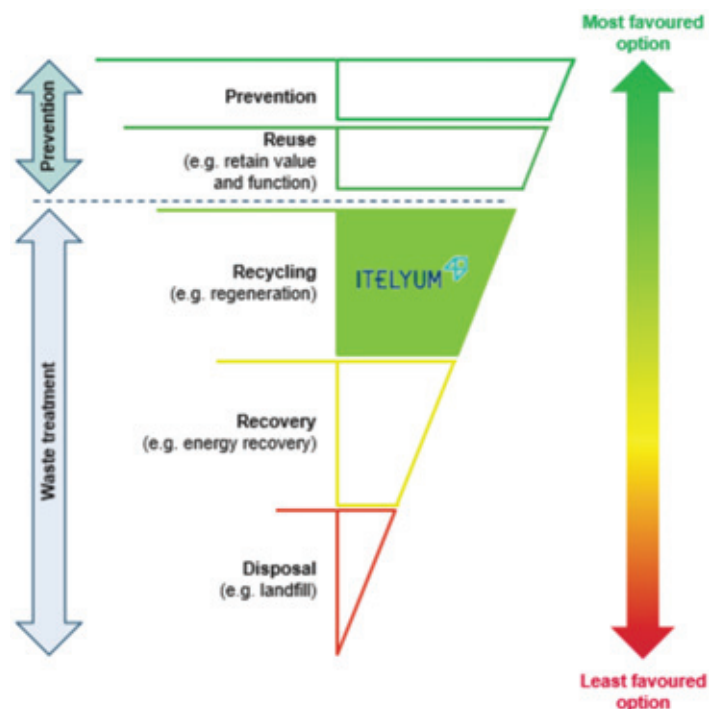 Most favoured
option
Prevention
Prevention
Reuse
(e.g. retain value
and function)
Recycling
(e.g. regeneration)
ITELYUM
Waste treatment
Recovery
(e.g. energy recovery)
Disposal
(e.g. landfill)
Least favoured
option